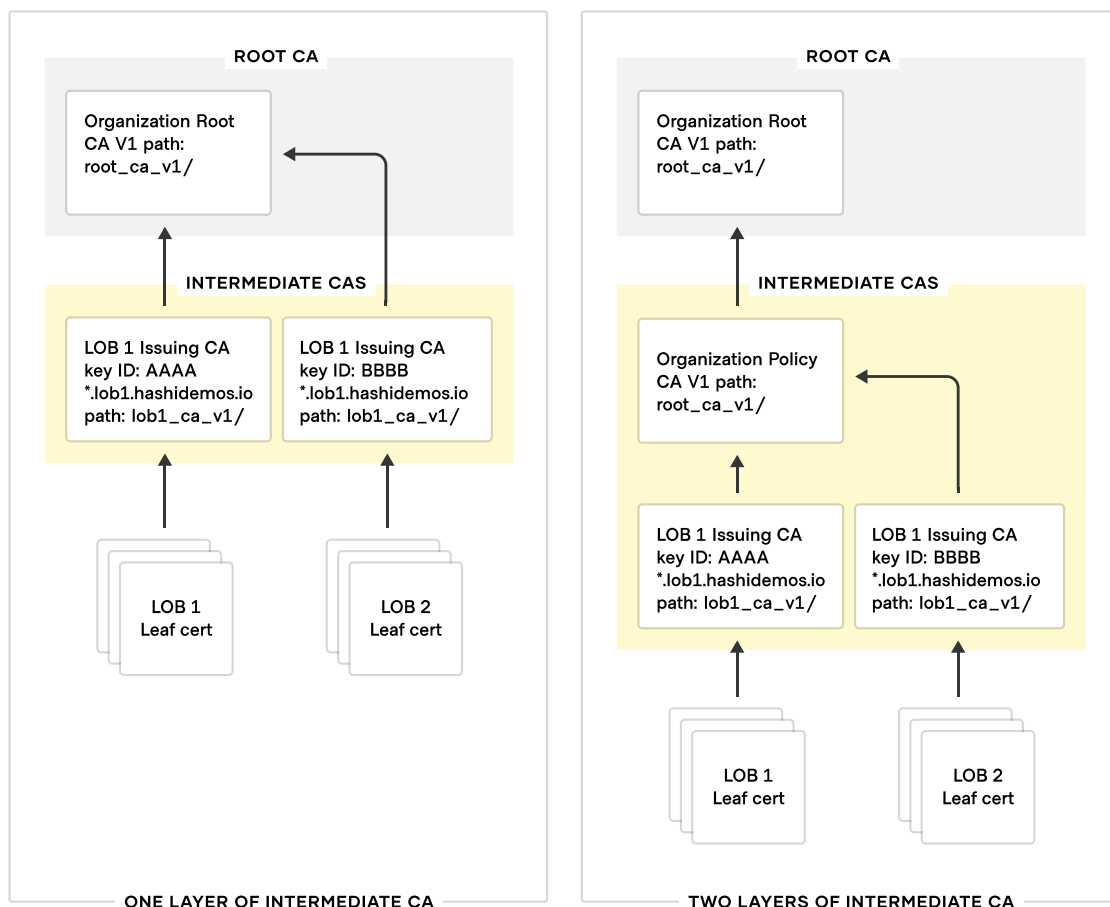 ROOT CA
Organization Root
CA V1 path:
root_ca_v1/
INTERMEDIATE CAS
LOB 1 Issuing CA
key ID: AAAA
*.lob1.hashidemos.io
path: lob1_ca_v1/
LOB 1 Issuing CA
key ID: BBBB
*.lob1.hashidemos.io
path: lob1_ca_v1/
LOB 1
Leaf cert
LOB 2
Leaf cert
ONE LAYER OF INTERMEDIATE CA
ROOT CA
Organization Root
CA V1 path:
root_ca_v1/
INTERMEDIATE CAS
Organization Policy
CA V1 path:
root_ca_v1/
LOB 1 Issuing CA
key ID: AAAA
*.lob1.hashidemos.io
path: lob1_ca_v1/
LOB 1 Issuing CA
key ID: BBBB
*.lob1.hashidemos.io
path: lob1_ca_v1/
LOB 1
Leaf cert
LOB 2
Leaf cert
TWO LAYERS OF INTERMEDIATE CA